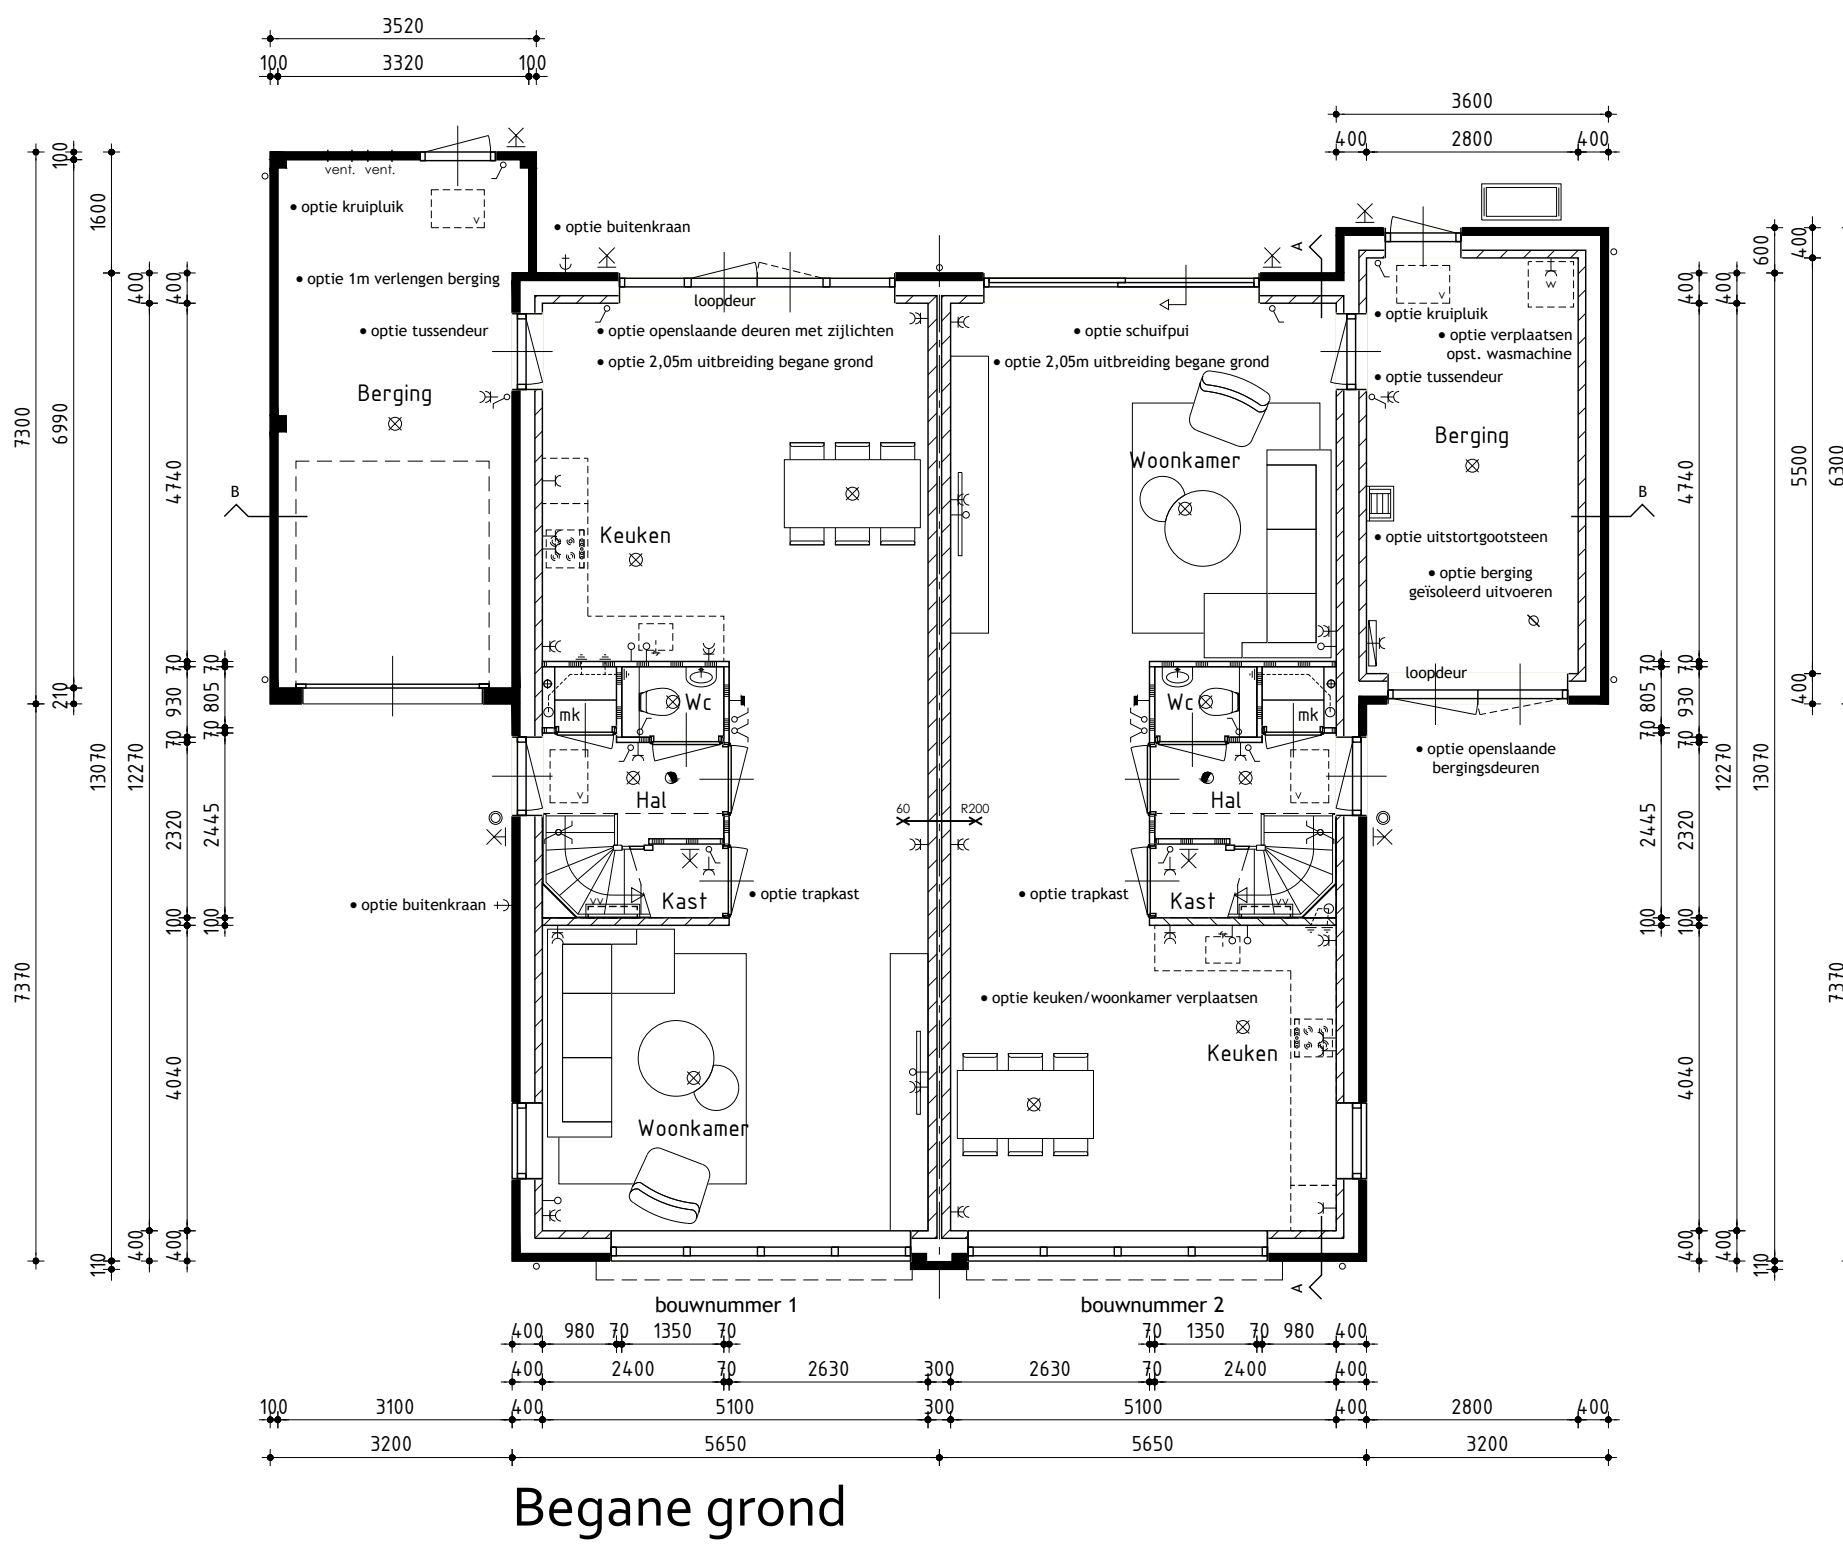 3520
100 3320 100
3600
400 2800 400
vent. vent.
• optie kruipluik
• optie buitenkraan
• optie 1m verlengen berging
loopdeur
• optie tussendeur
• optie openslaande deuren met zijlichten
• optie schuifpui
• optie kruipluik
• optie verplaatsen
opst. wasmachine
• optie 2,05m uitbreiding begane grond
• optie 2,05m uitbreiding begane grond
• optie tussendeur
Berging
Berging
Woonkamer
Keuken
B
B
A
V
V
W
• optie uitstortgootsteen
• optie berging
geïsoleerd uitvoeren
loopdeur
mk
Wc
Wc
mk
• optie openslaande
bergingsdeuren
V
V
Hal
Hal
60
R200
• optie buitenkraan
Kast
VV
• optie trapkast
• optie trapkast
Kast
VV
• optie keuken/woonkamer verplaatsen
Keuken
Woonkamer
A
7300
7370
100
6990
210
1600
13070
110
400
12270
400
400
4740
70
930
70
2320
100
4040
400
70
805
70
2445
100
70
805
70
2445
100
400
4740
70
930
70
2320
100
4040
400
400
12270
400
600
13070
110
400
5500
400
6300
7370
bouwnummer 1
bouwnummer 2
400 980 70 1350 70
70 1350 70 980 400
400 2400 70 2630 300 2630 70 2400 400
100 3100 400 5100 300 5100 400 2800 400
3200 5650 5650 3200
Begane grond